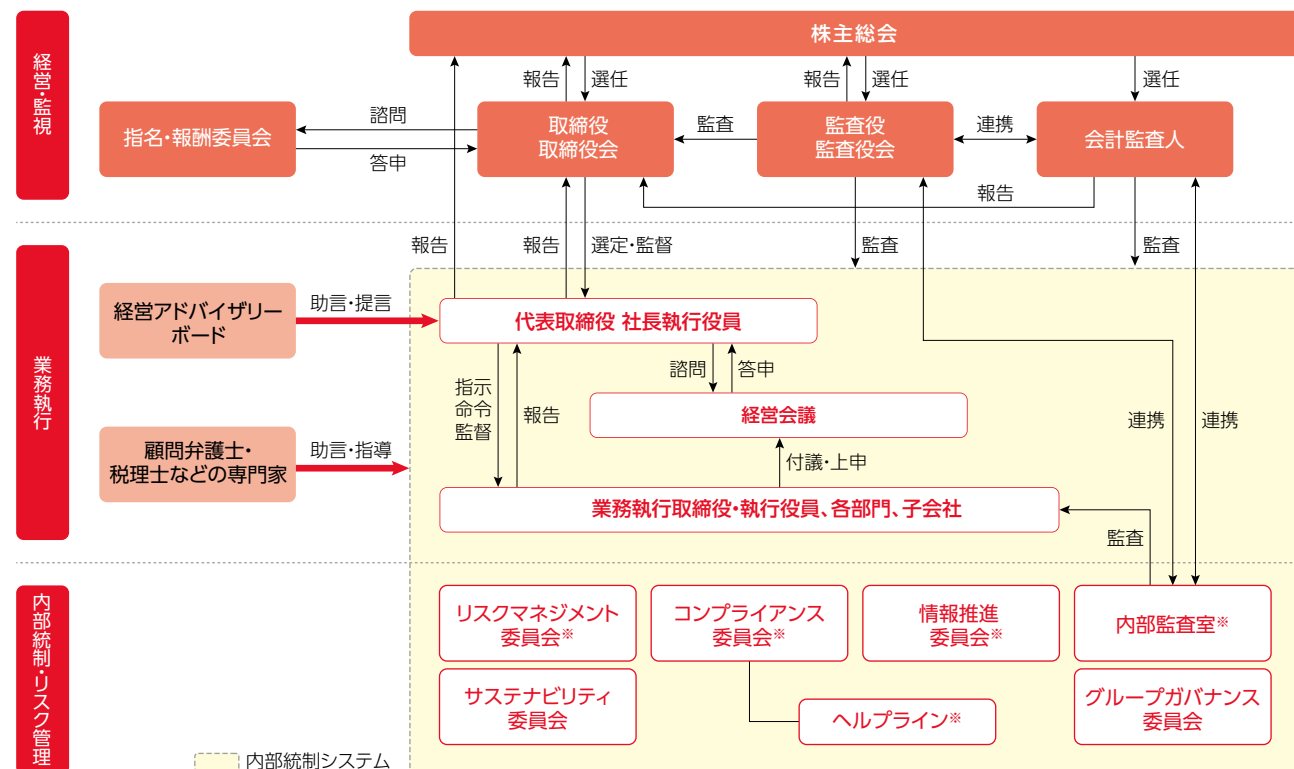 経営・監視
株主総会
報告
選任
報告
選任
選任
指名・報酬委員会
諮問
答申
取締役
取締役会
監査
監査役
監査役会
連携
会計監査人
報告
報告
報告
選定・監督
監査
監査
業務執行
経営アドバイザリー
ボード
助言・提言
代表取締役 社長執行役員
指示
命令
監督
報告
諮問
答申
経営会議
連携
連携
顧問弁護士・
税理士などの専門家
助言・指導
付議・上申
業務執行取締役・執行役員、各部門、子会社
監査
内部統制・リスク管理
リスクマネジメント
委員会※
コンプライアンス
委員会※
情報推進
委員会※
内部監査室※
サステナビリティ
委員会
ヘルプライン※
グループガバナンス
委員会
内部統制システム